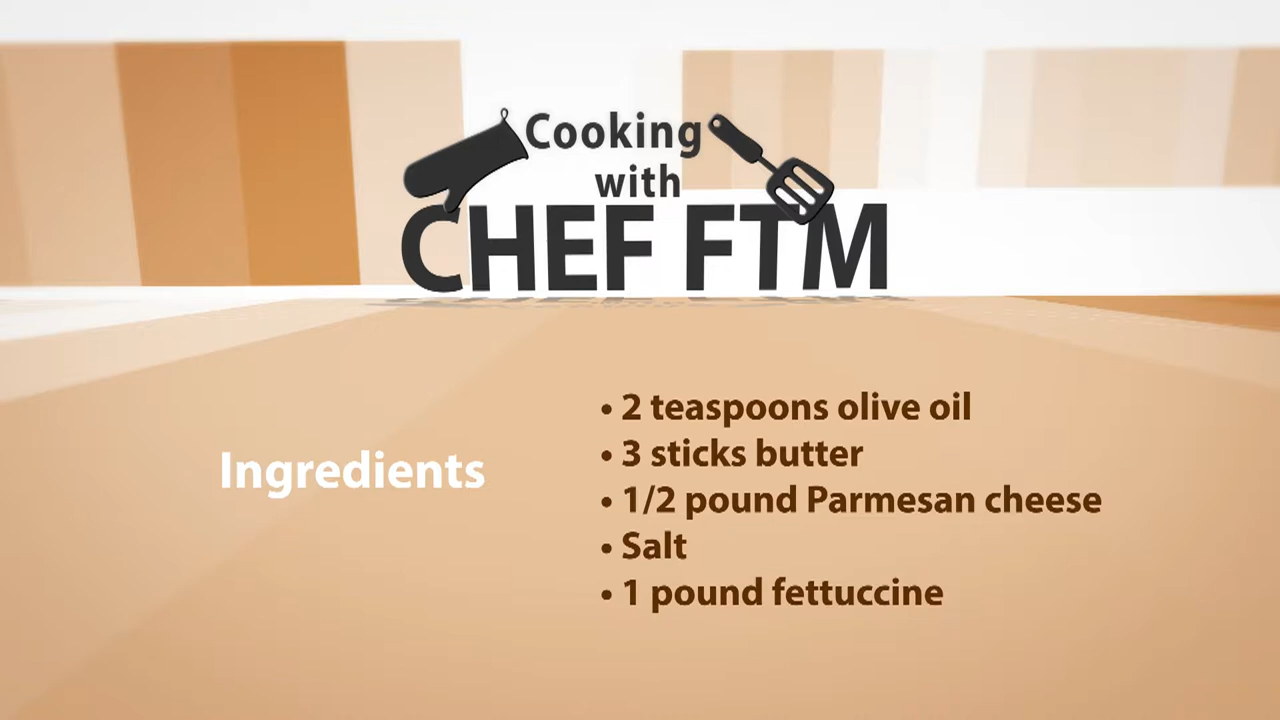 Cooking
with
CHEF FTM
Ingredients
• 2 teaspoons olive oil
• 3 sticks butter
• 1/2 pound Parmesan cheese
• Salt
• 1 pound fettuccine